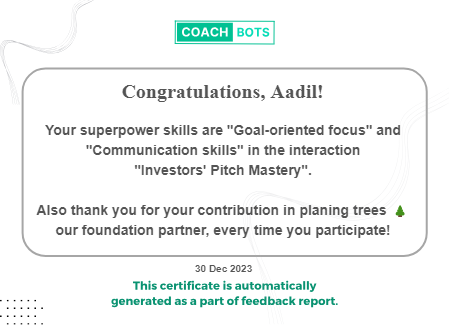 COACH BOTS
Congratulations, Aadil!
Your superpower skills are "Goal-oriented focus" and
"Communication skills" in the interaction
"Investors' Pitch Mastery".
Also thank you for your contribution in planing trees 🌲
our foundation partner, every time you participate!
30 Dec 2023
This certificate is automatically
generated as a part of feedback report.